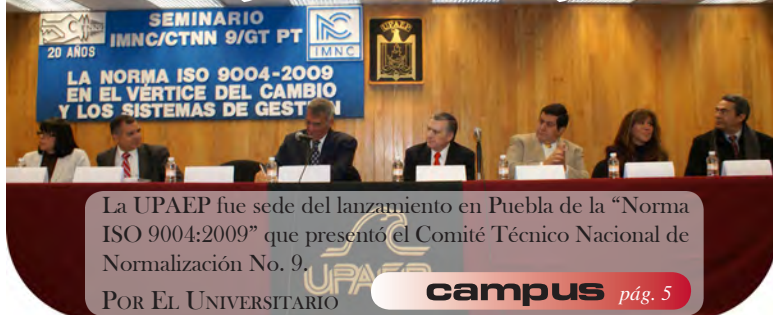 SEMINARIO
IMNC/CTNN 9/GT PT
20 AÑOS
IMNC
UPAEP
LA NORMA ISO 9004-2009
EN EL VÉRTICE DEL CAMBIO
Y LOS SISTEMAS DE GESTIÓN
La UPAEP fue sede del lanzamiento en Puebla de la “Norma
ISO 9004:2009” que presentó el Comité Técnico Nacional de
Normalización No. 9.
UPAEP
POR EL UNIVERSITARIO
campus pág. 5